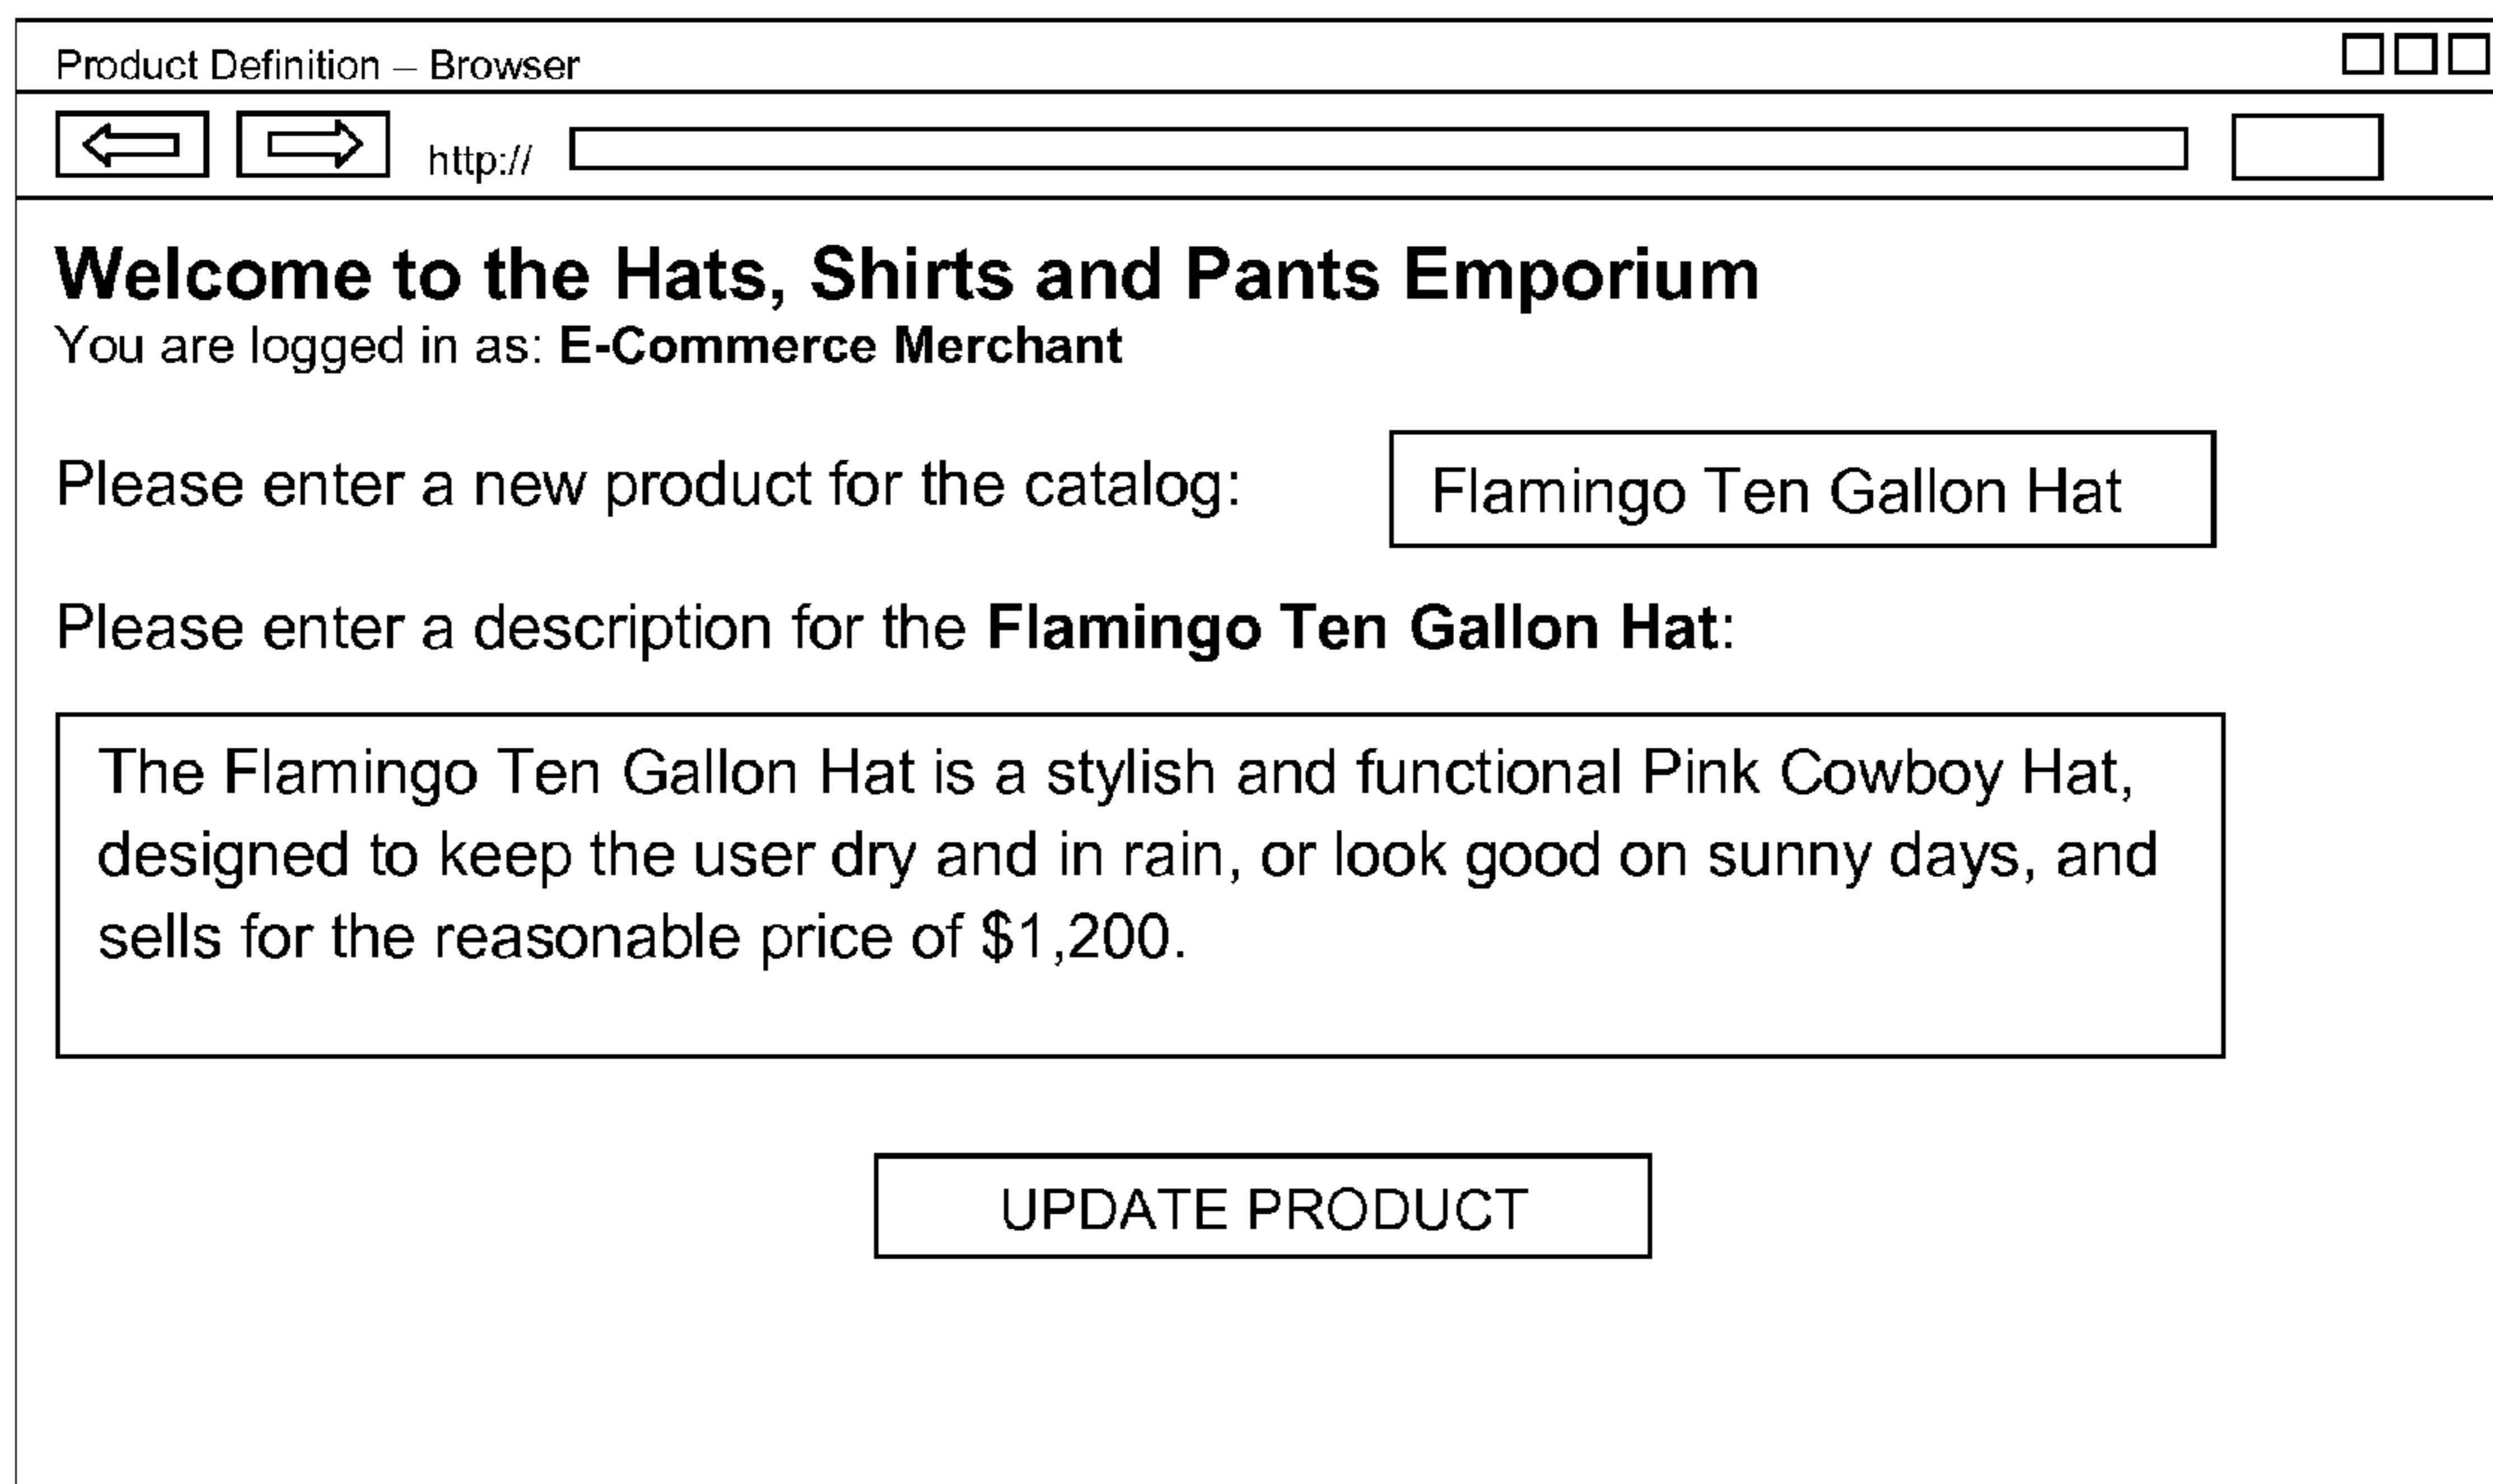 Product Definition – Browser
http://
Welcome to the Hats, Shirts and Pants Emporium
You are logged in as: E-Commerce Merchant
Please enter a new product for the catalog: Flamingo Ten Gallon Hat
Please enter a description for the Flamingo Ten Gallon Hat:
The Flamingo Ten Gallon Hat is a stylish and functional Pink Cowboy Hat,
designed to keep the user dry and in rain, or look good on sunny days, and
sells for the reasonable price of $1,200.
UPDATE PRODUCT